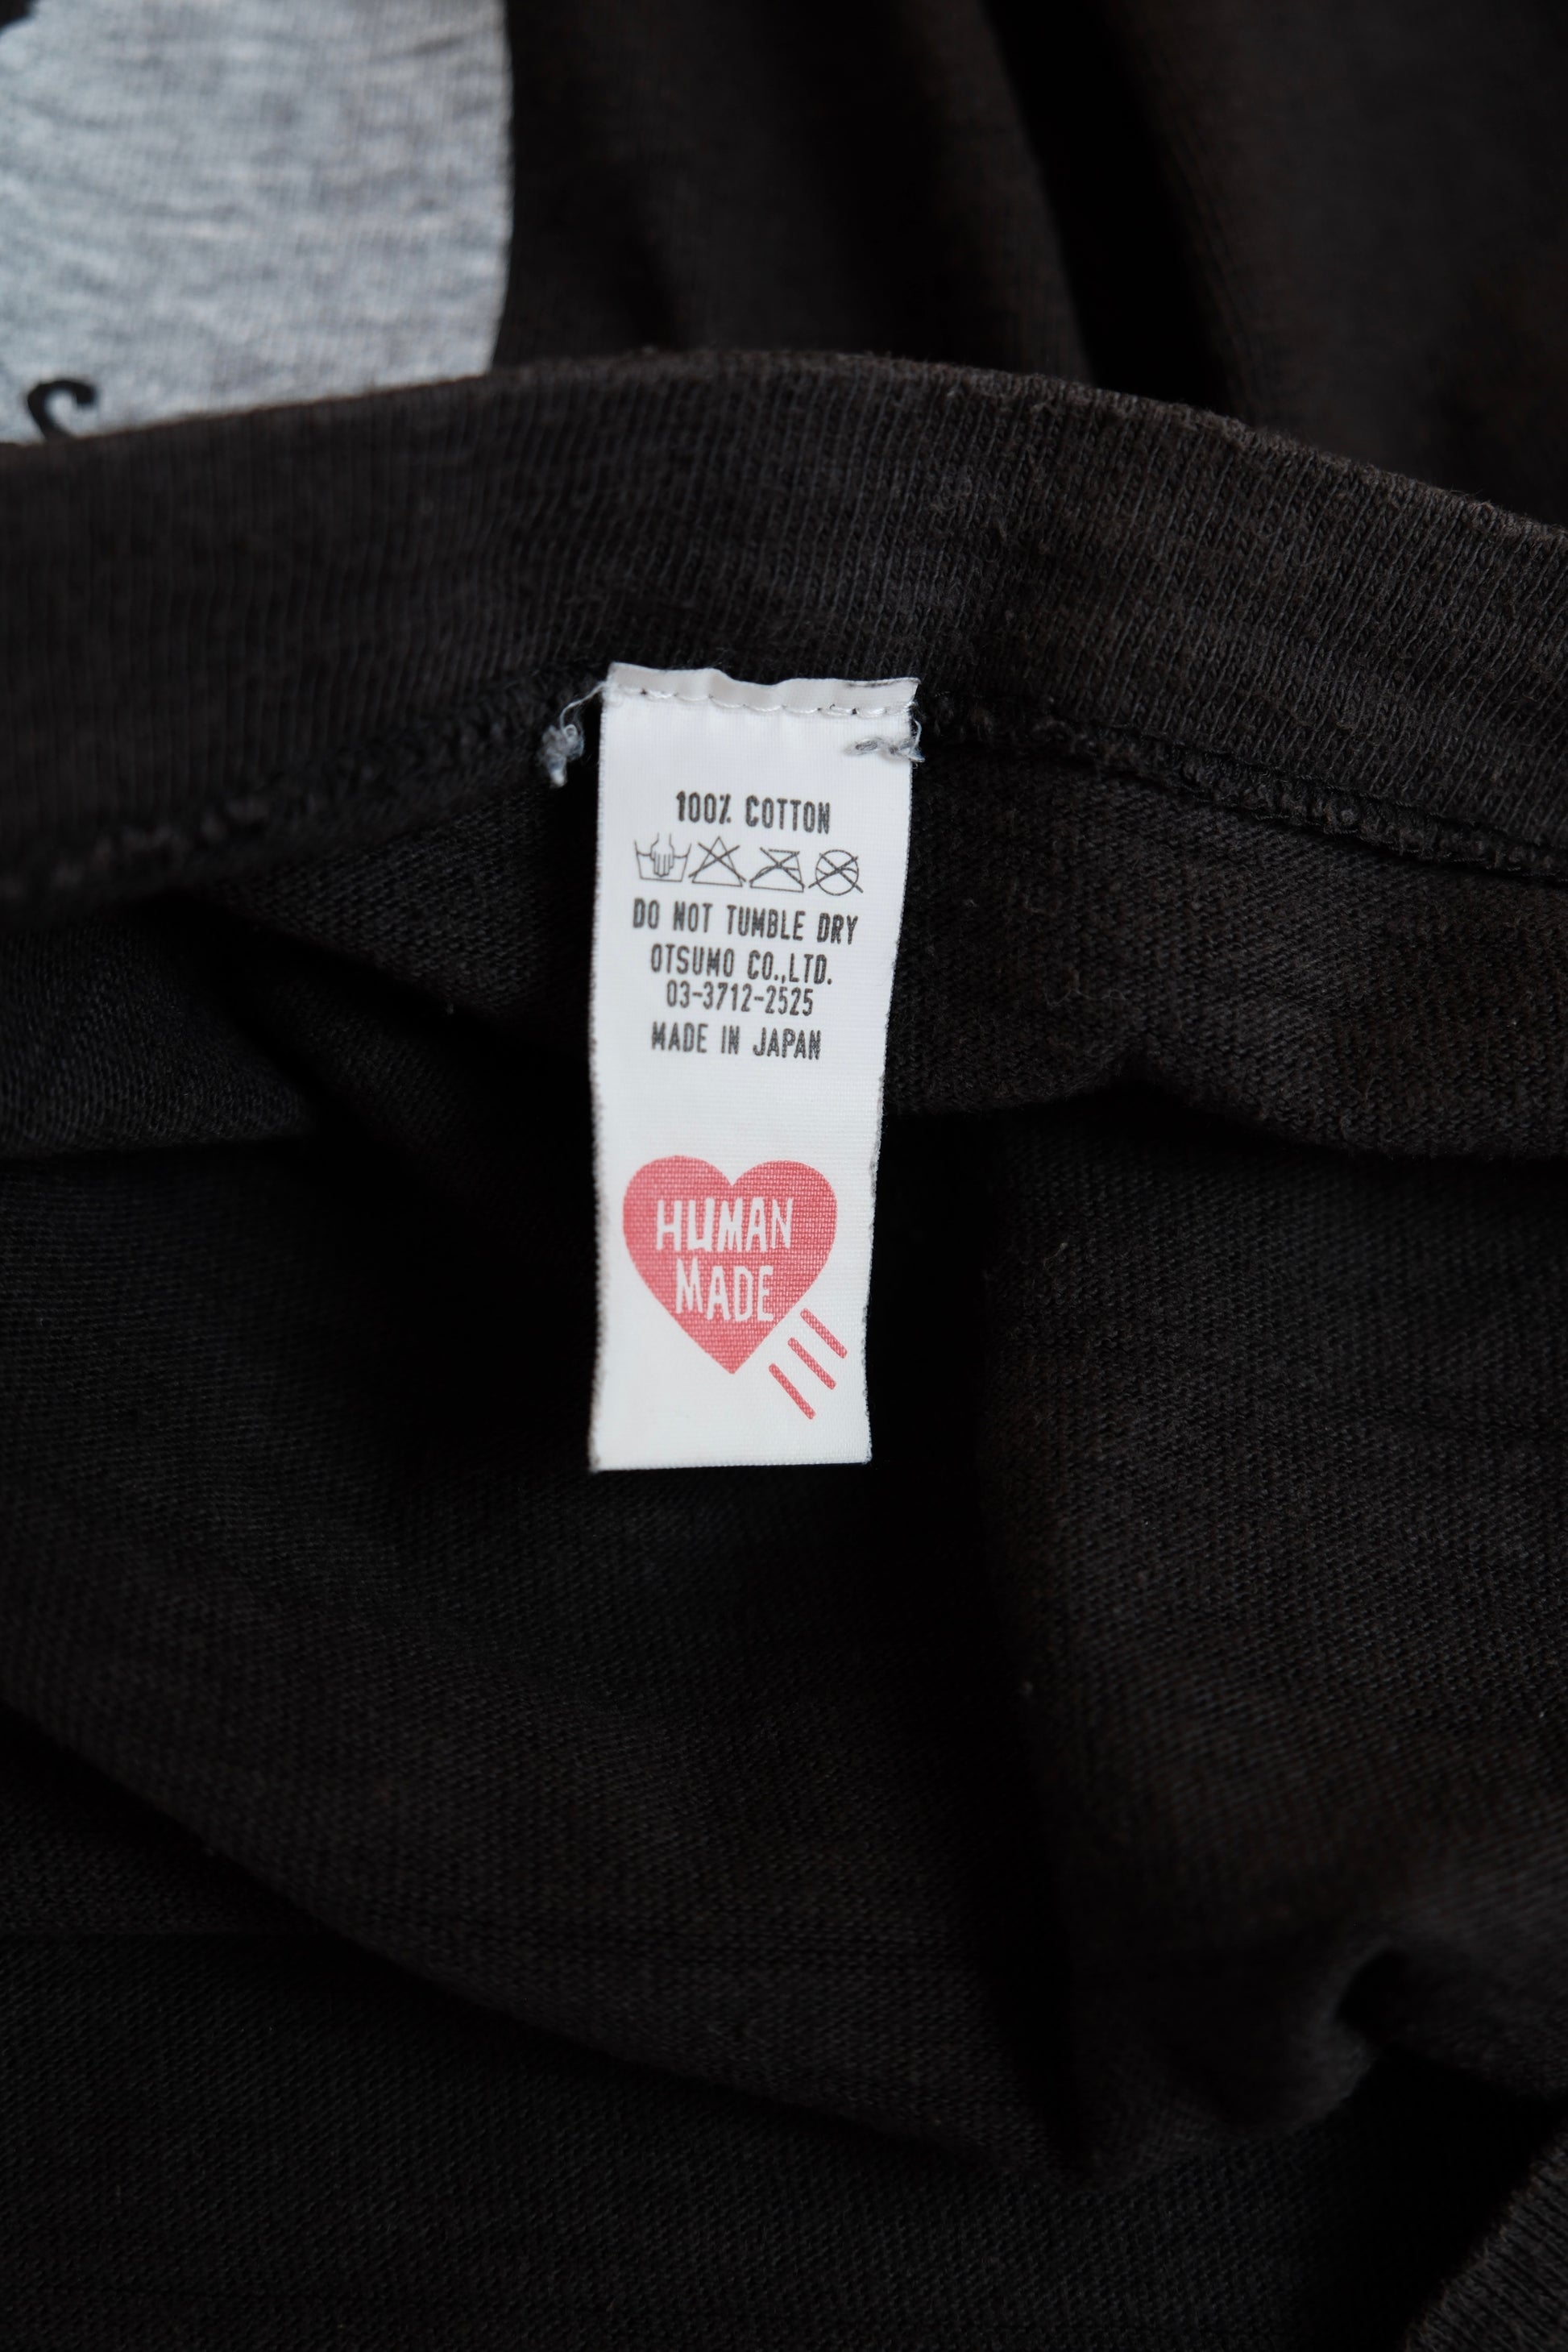 S
100% COTTON
DO NOT TUMBLE DRY
OTSUMO CO.,LTD.
03-3712-2525
MADE IN JAPAN
HUMAN
MADE